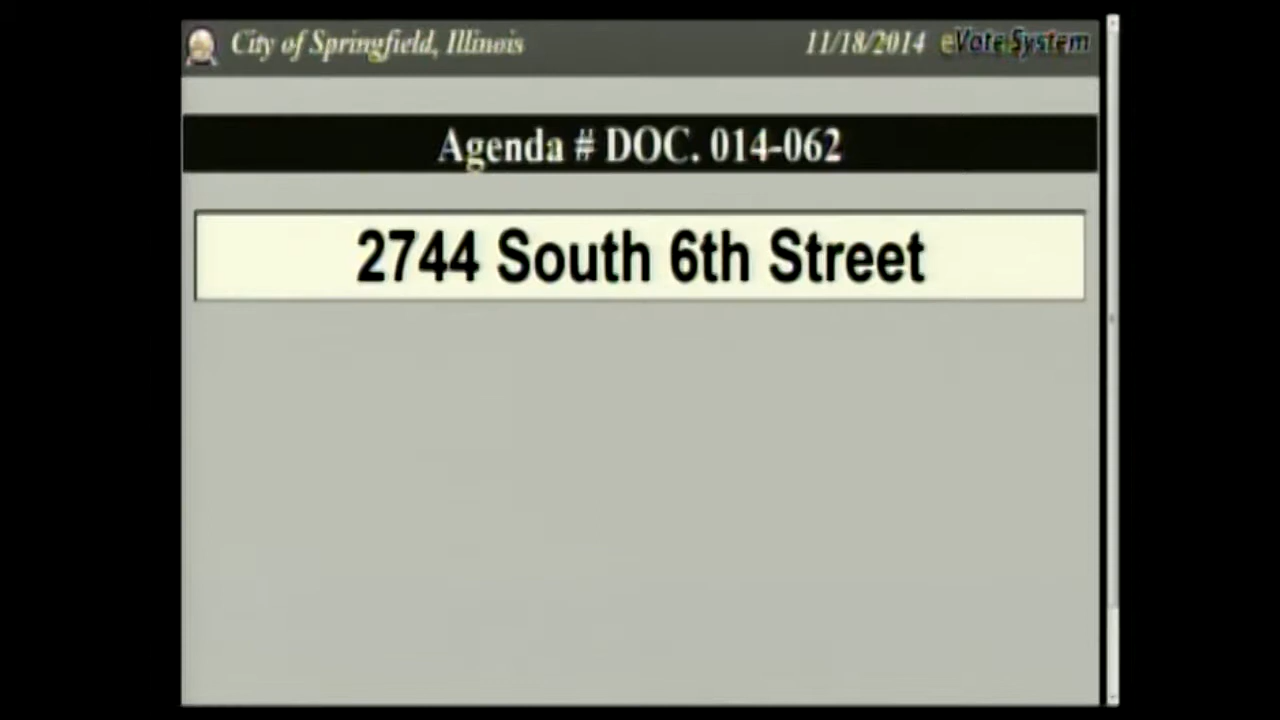 City of Springfield, Illinois 11/18/2014 eVote System
Agenda # DOC. 014-062
2744 South 6th Street